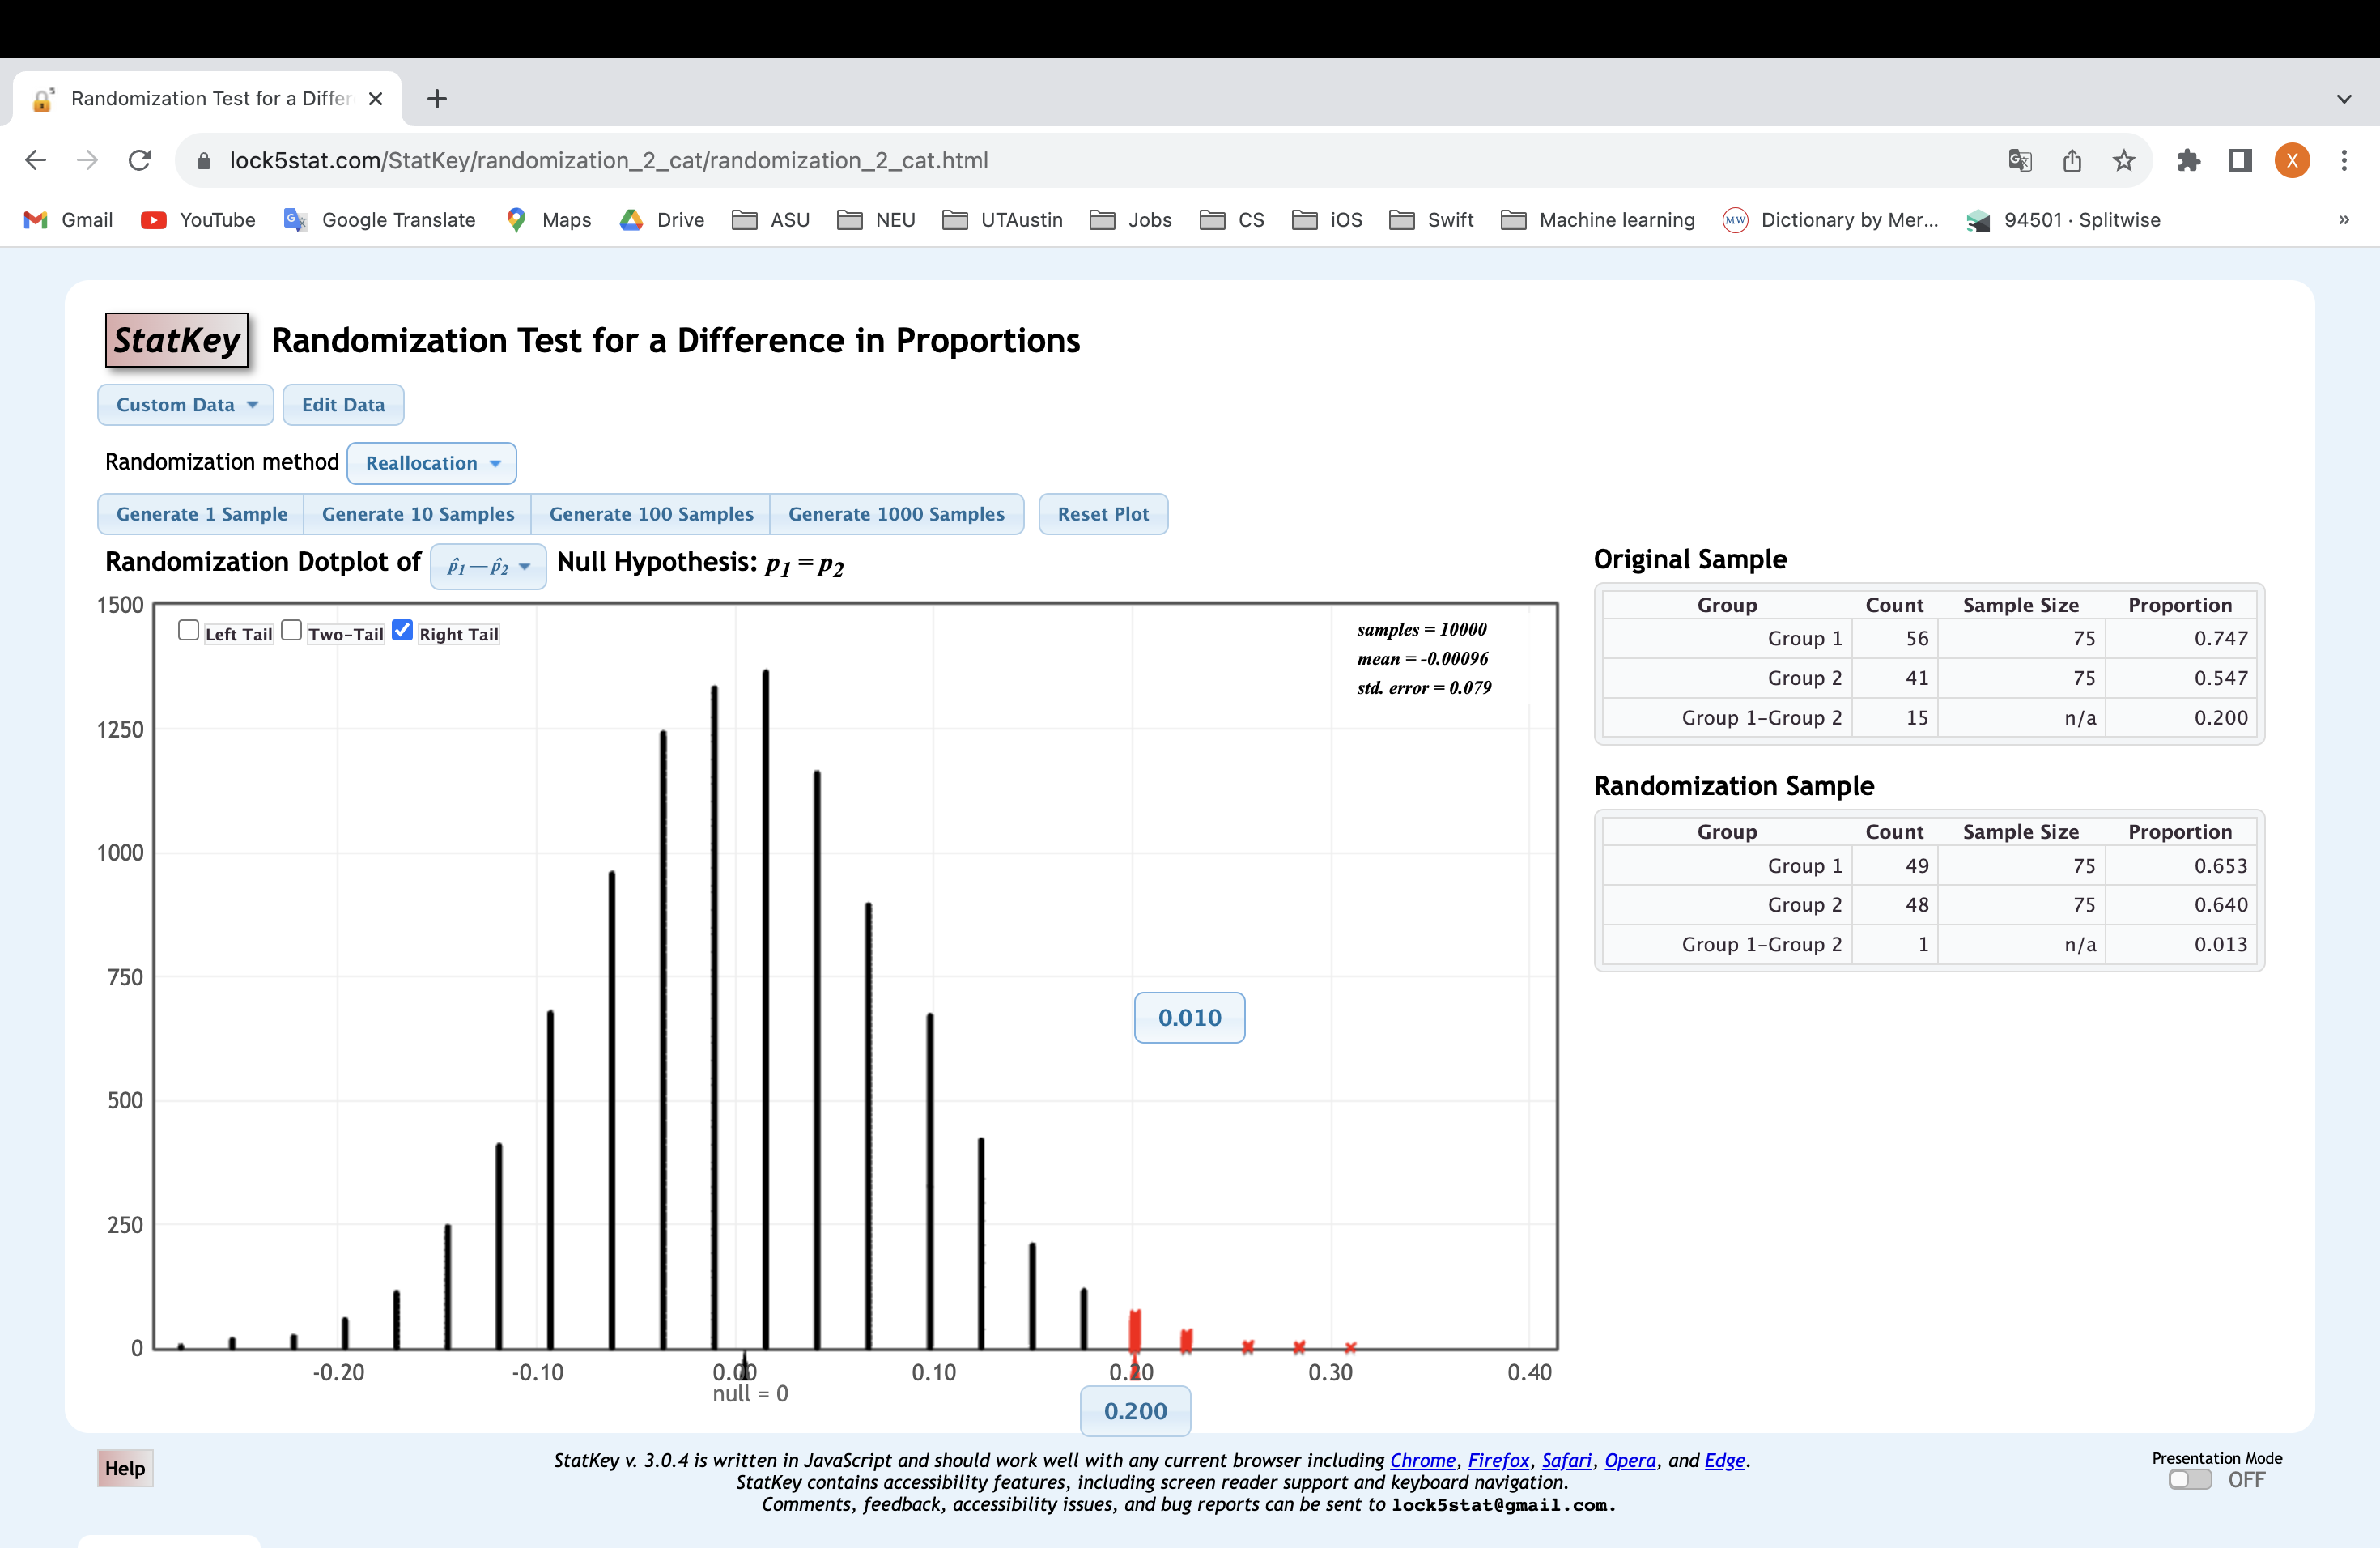 Randomization Test for a Differ
lock5stat.com/StatKey/randomization_2_cat/randomization_2_cat.html
X
Gmail YouTube Google Translate Maps Drive ASU NEU UTAustin Jobs CS iOS Swift Machine learning MW Dictionary by Mer... 94501 · Splitwise »
StatKey Randomization Test for a Difference in Proportions
Custom Data Edit Data
Randomization method Reallocation
Generate 1 Sample Generate 10 Samples Generate 100 Samples Generate 1000 Samples Reset Plot
Randomization Dotplot of p̂₁—p̂₂ Null Hypothesis: p₁=p₂
1500
1250
1000
750
500
250
0
Left Tail Two-Tail Right Tail
samples = 10000
mean = -0.00096
std. error = 0.079
0.010
-0.20 -0.10 0.00 0.10 0.20 0.30 0.40
null = 0
0.200
Original Sample
Group Count Sample Size Proportion
Group 1 56 75 0.747
Group 2 41 75 0.547
Group 1-Group 2 15 n/a 0.200
Randomization Sample
Group Count Sample Size Proportion
Group 1 49 75 0.653
Group 2 48 75 0.640
Group 1-Group 2 1 n/a 0.013
Help
StatKey v. 3.0.4 is written in JavaScript and should work well with any current browser including Chrome, Firefox, Safari, Opera, and Edge.
StatKey contains accessibility features, including screen reader support and keyboard navigation.
Comments, feedback, accessibility issues, and bug reports can be sent to lock5stat@gmail.com.
Presentation Mode
OFF